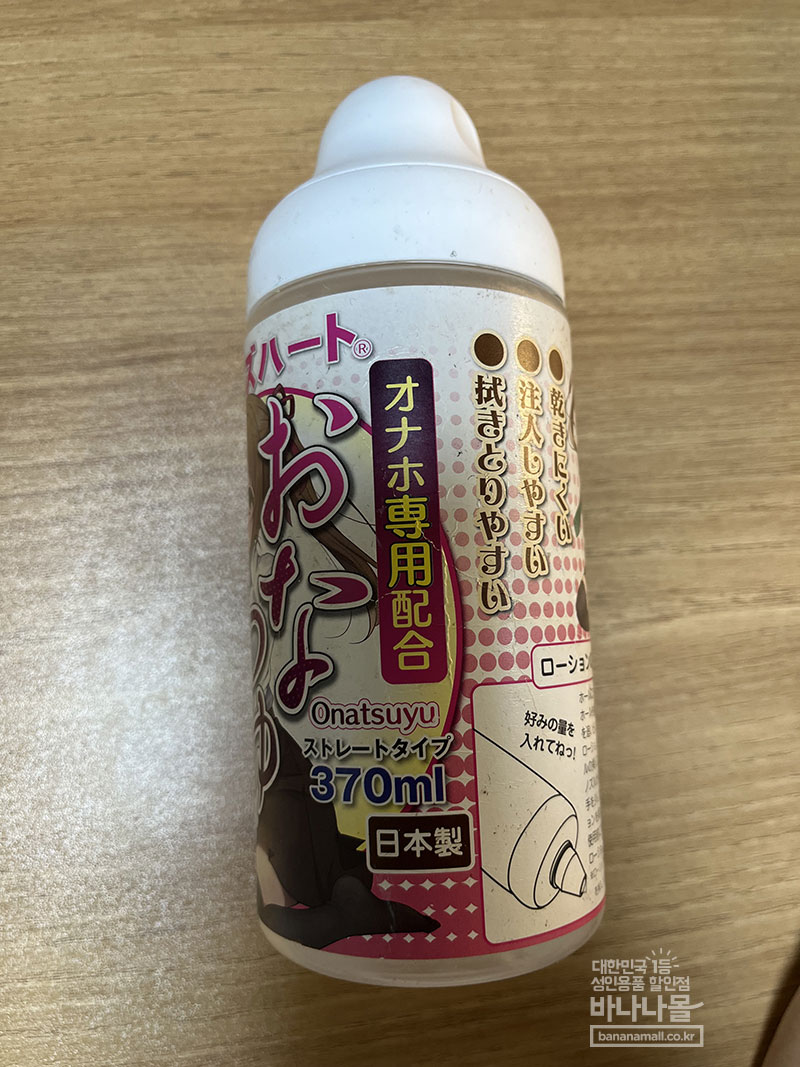 ズハート®
おなつゆ
オナホ専用配合
Onatsuyu
ストレートタイプ
370ml
日本製
●乾きにくい
●注入しやすい
●拭きとりやすい
ローション
好みの量を
入れてねっ!
대한민국 1등
성인용품 할인점
바나나몰
bananamall.co.kr